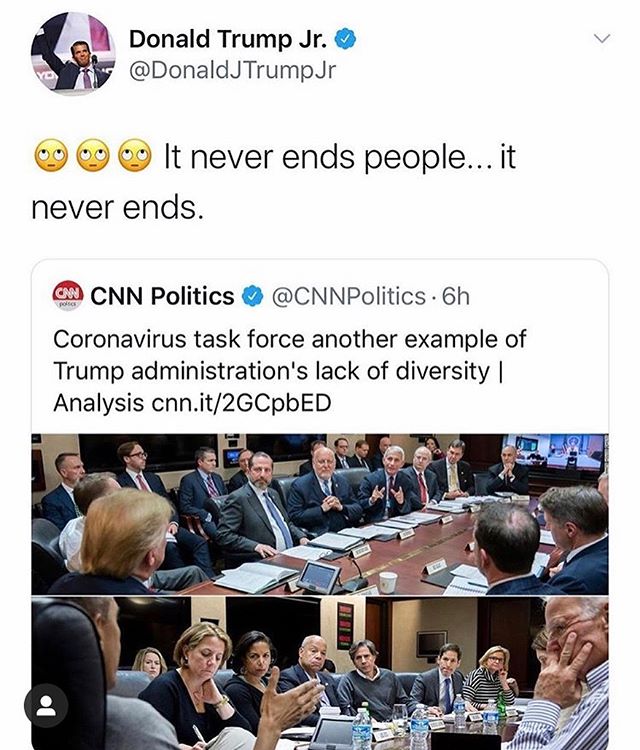 Donald Trump Jr.
@DonaldJTrumpJr
🙄🙄🙄 It never ends people... it
never ends.
CNN Politics @CNNPolitics · 6h
Coronavirus task force another example of
Trump administration's lack of diversity |
Analysis cnn.it/2GCpbED
CNN
politics